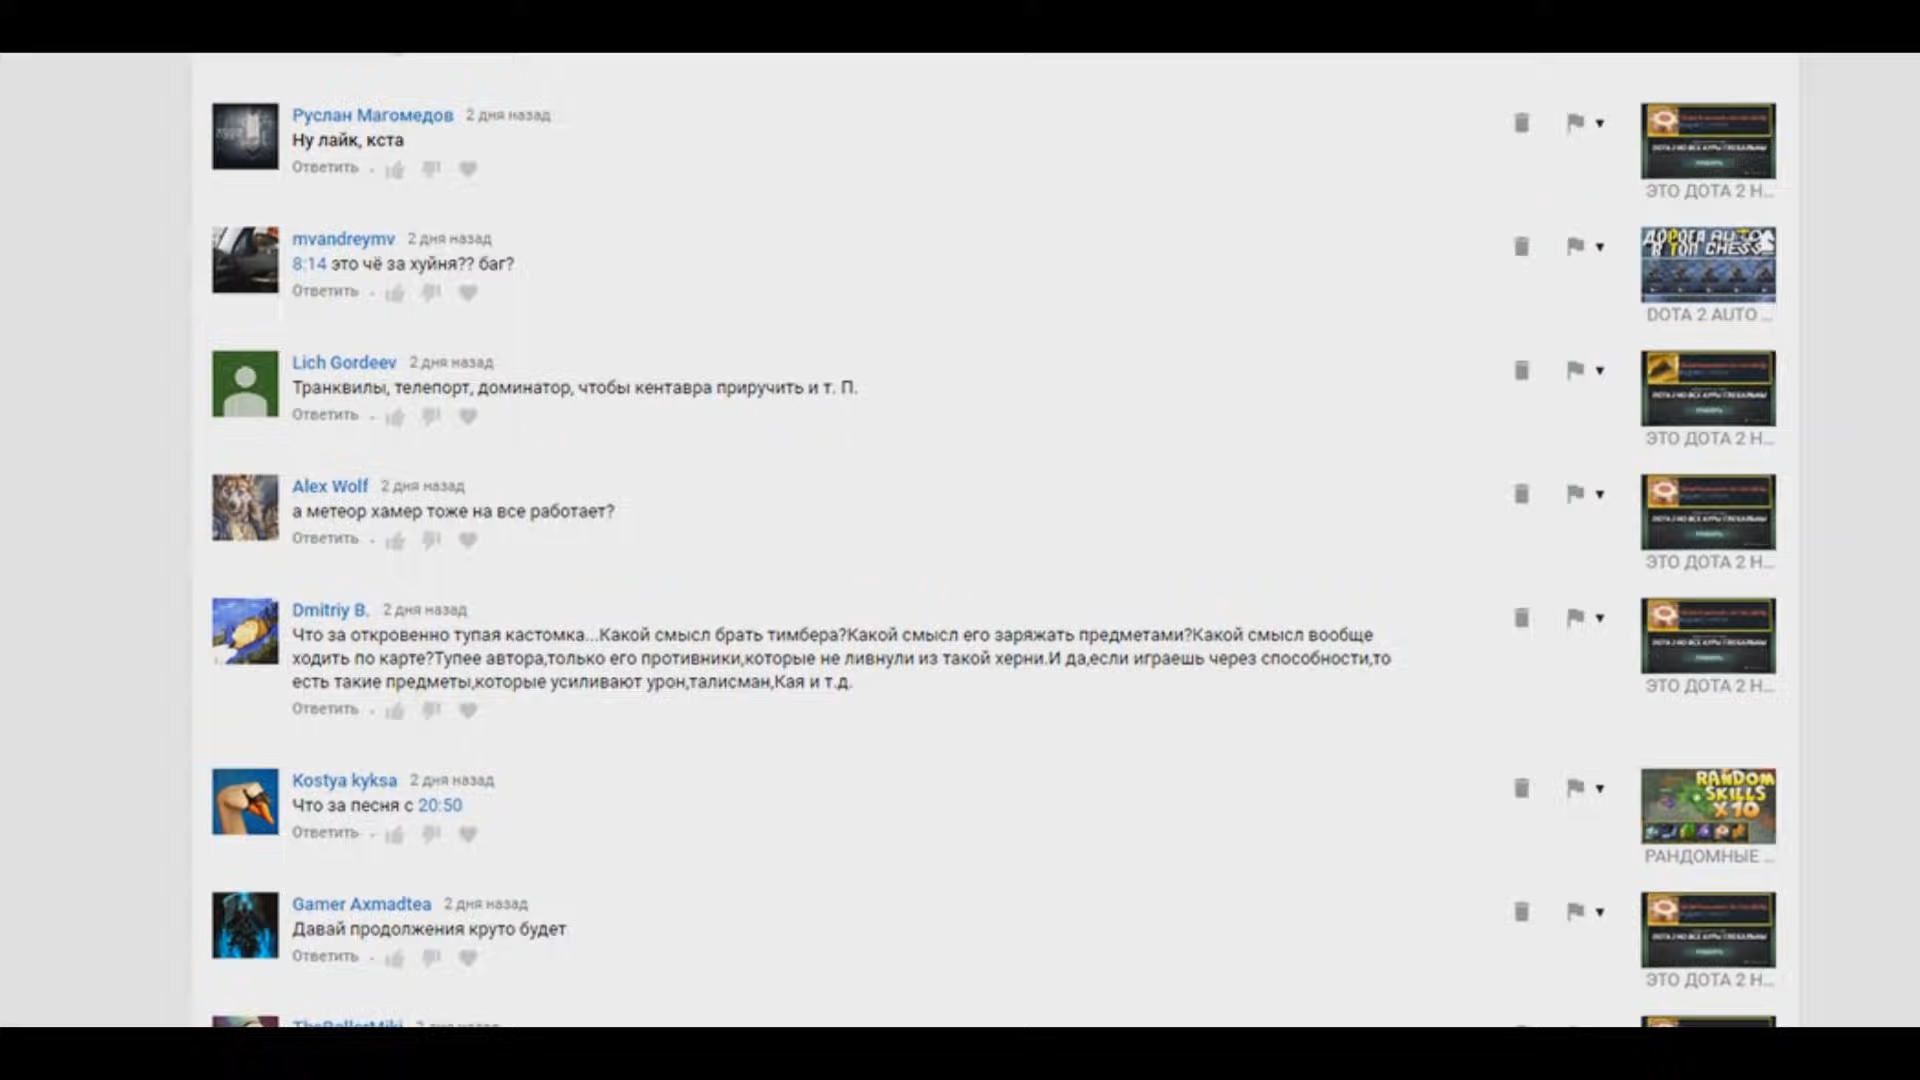 Руслан Магомедов 2 дня назад
Ну лайк, кста
Ответить
ЭТО ДОТА 2 Н...
mvandreymv 2 дня назад
8:14 это чё за хуйня?? баг?
Ответить
ДОРОГА AUTO
В ТОП CHESS
DOTA 2 AUTO ...
Lich Gordeev 2 дня назад
Транквилы, телепорт, доминатор, чтобы кентавра приручить и т. П.
Ответить
ЭТО ДОТА 2 Н...
Alex Wolf 2 дня назад
а метеор хамер тоже на все работает?
Ответить
ЭТО ДОТА 2 Н...
Dmitriy B. 2 дня назад
Что за откровенно тупая кастомка...Какой смысл брать тимбера?Какой смысл его заряжать предметами?Какой смысл вообще
ходить по карте?Тупее автора,только его противники,которые не ливнули из такой херни.И да,если играешь через способности,то
есть такие предметы,которые усиливают урон,талисман,Кая и т.д.
Ответить
ЭТО ДОТА 2 Н...
Kostya kyksa 2 дня назад
Что за песня с 20:50
Ответить
RANDOM
SKILLS
X10
РАНДОМНЫЕ ...
Gamer Axmadtea 2 дня назад
Давай продолжения круто будет
Ответить
ЭТО ДОТА 2 Н...